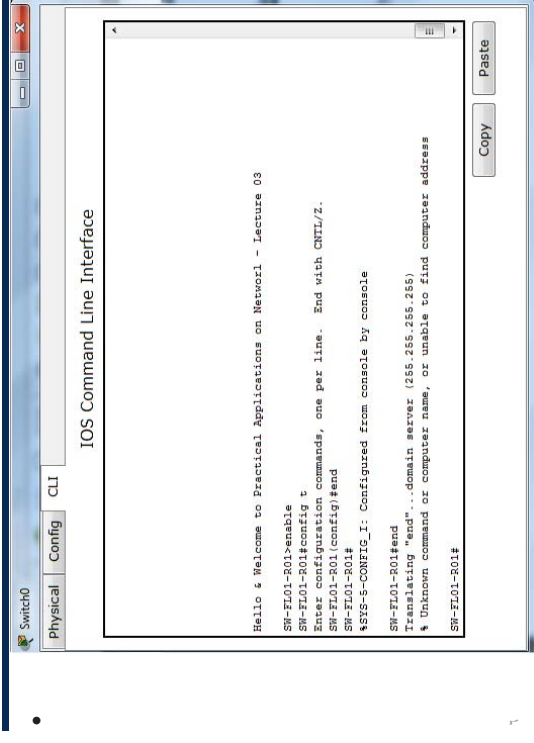 Switch0
Physical Config CLI
IOS Command Line Interface
Hello & Welcome to Practical Applications on Networl - Lecture 03
SW-FL01-R01>enable
SW-FL01-R01#config t
Enter configuration commands, one per line. End with CNTL/Z.
SW-FL01-R01(config)#end
SW-FL01-R01#
%SYS-5-CONFIG_I: Configured from console by console
SW-FL01-R01#end
Translating "end"...domain server (255.255.255.255)
% Unknown command or computer name, or unable to find computer address
SW-FL01-R01#
Copy Paste